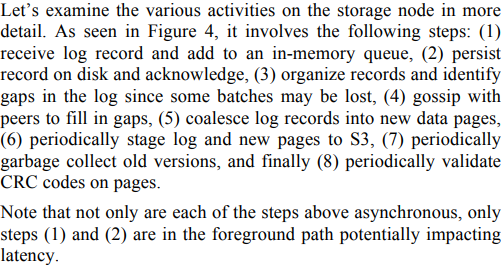 Let's examine the various activities on the storage node in more
detail. As seen in Figure 4, it involves the following steps: (1)
receive log record and add to an in-memory queue, (2) persist
record on disk and acknowledge, (3) organize records and identify
gaps in the log since some batches may be lost, (4) gossip with
peers to fill in gaps, (5) coalesce log records into new data pages,
(6) periodically stage log and new pages to S3, (7) periodically
garbage collect old versions, and finally (8) periodically validate
CRC codes on pages.
Note that not only are each of the steps above asynchronous, only
steps (1) and (2) are in the foreground path potentially impacting
latency.